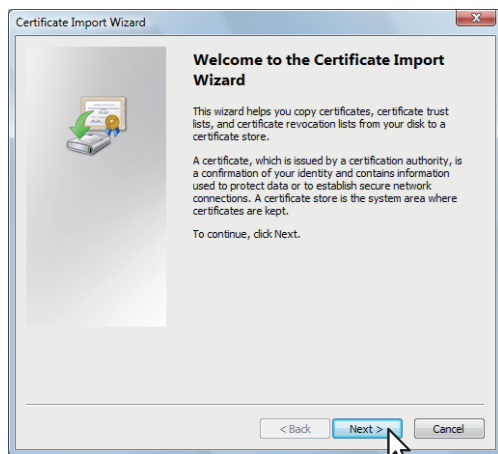 Certificate Import Wizard
Welcome to the Certificate Import
Wizard
This wizard helps you copy certificates, certificate trust
lists, and certificate revocation lists from your disk to a
certificate store.
A certificate, which is issued by a certification authority, is
a confirmation of your identity and contains information
used to protect data or to establish secure network
connections. A certificate store is the system area where
certificates are kept.
To continue, click Next.
< Back Next > Cancel